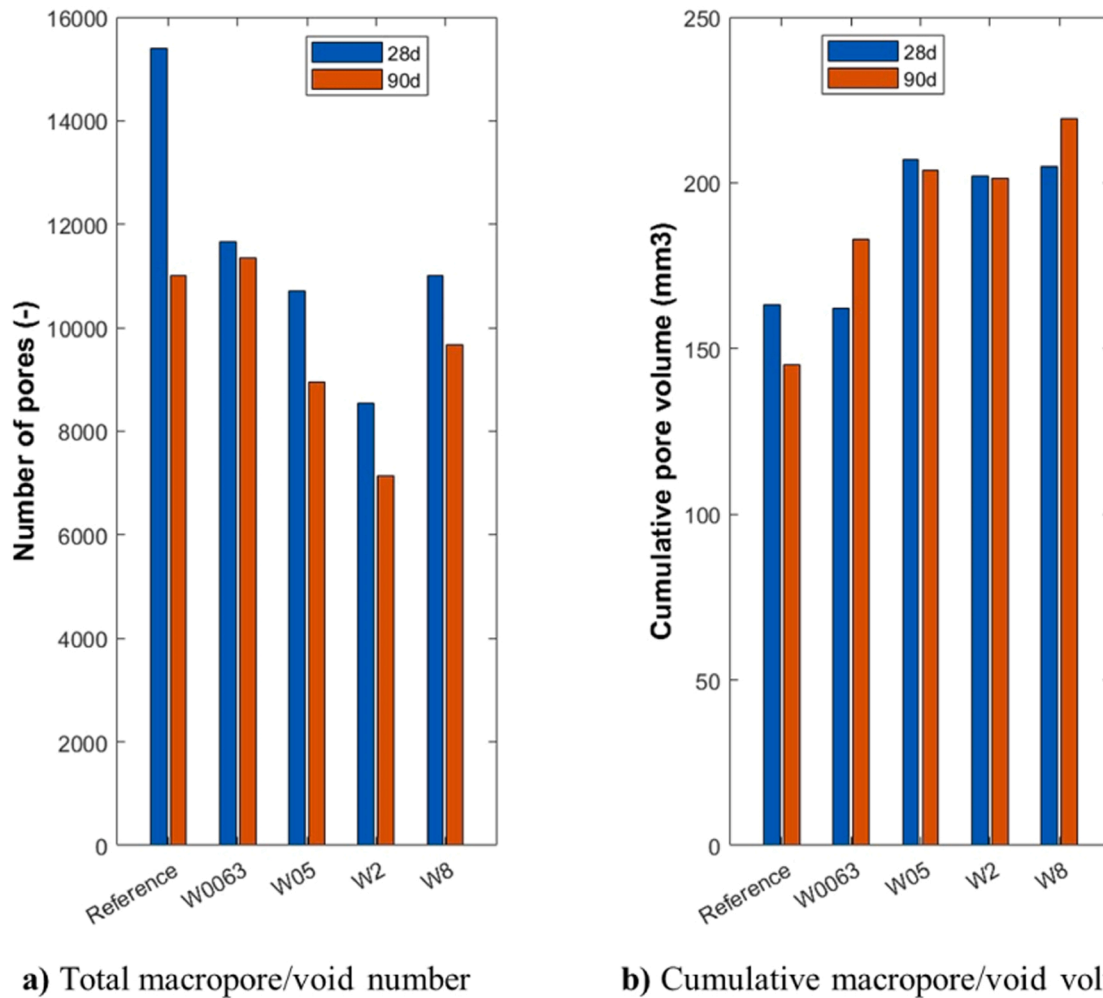 16000
14000
12000
10000
8000
6000
4000
2000
0
Number of pores (-)
28d
90d
Reference
W0063
W05
W2
W8
a) Total macropore/void number
250
200
150
100
50
0
Cumulative pore volume (mm3)
28d
90d
Reference
W0063
W05
W2
W8
b) Cumulative macropore/void vol